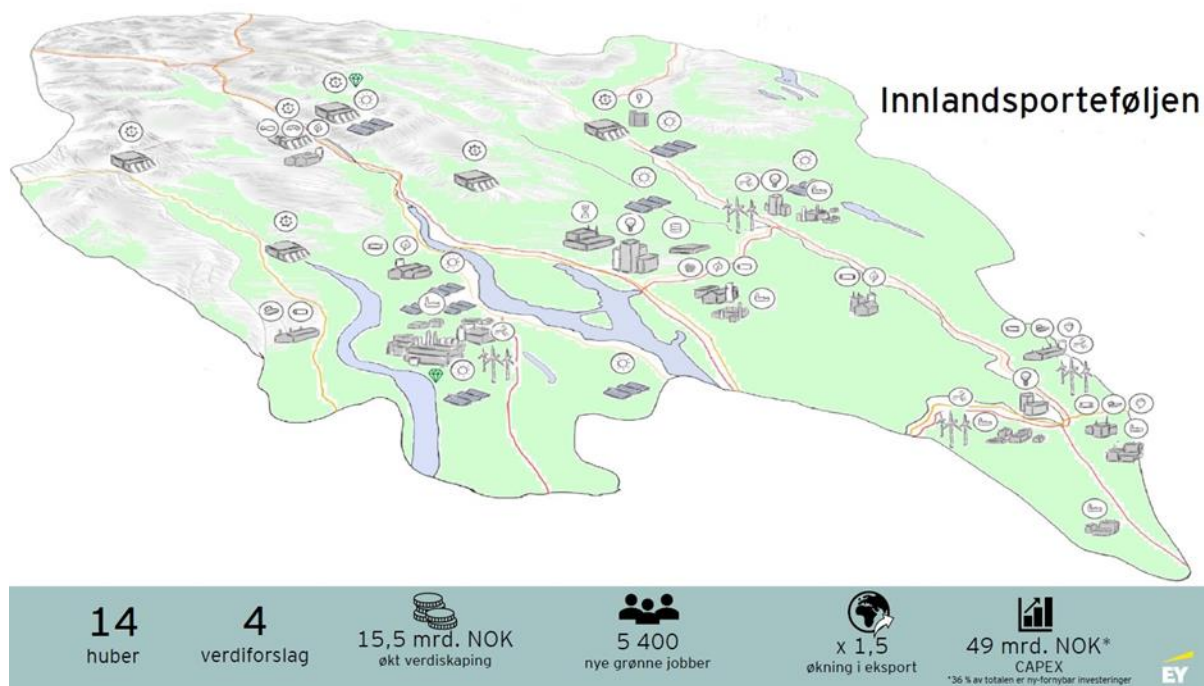 Innlandsporteføljen
14
huber
4
verdiforslag
15,5 mrd. NOK
økt verdiskaping
5 400
nye grønne jobber
x 1,5
økning i eksport
49 mrd. NOK*
CAPEX
*36 % av totalen er ny-fornybar investeringer
EY